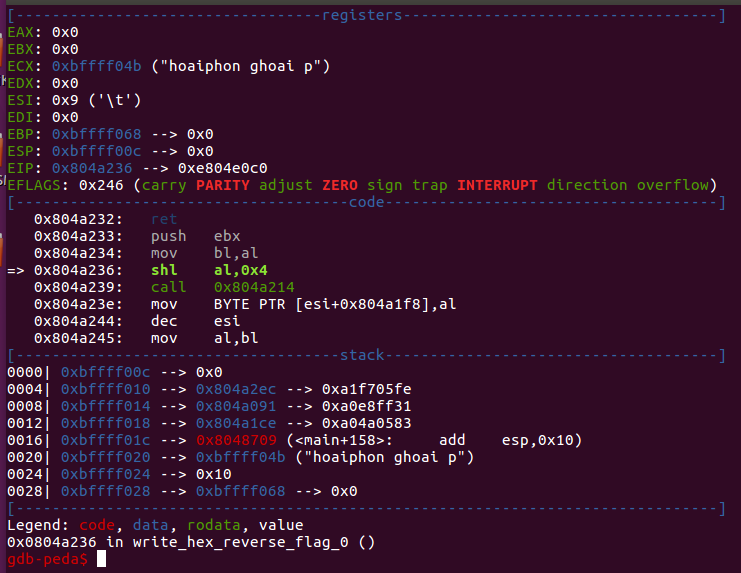 [----------------------------------registers-----------------------------------]
EAX: 0x0
EBX: 0x0
ECX: 0xbffff04b ("hoaiphon ghoai p")
EDX: 0x0
ESI: 0x9 ('\t')
EDI: 0x0
EBP: 0xbffff068 --> 0x0
ESP: 0xbffff00c --> 0x0
EIP: 0x804a236 --> 0xe804e0c0
EFLAGS: 0x246 (carry PARITY adjust ZERO sign trap INTERRUPT direction overflow)
[-------------------------------------code-------------------------------------]
0x804a232: ret
0x804a233: push ebx
0x804a234: mov bl,al
=> 0x804a236: shl al,0x4
0x804a239: call 0x804a214
0x804a23e: mov BYTE PTR [esi+0x804a1f8],al
0x804a244: dec esi
0x804a245: mov al,bl
[------------------------------------stack-------------------------------------]
0000| 0xbffff00c --> 0x0
0004| 0xbffff010 --> 0x804a2ec --> 0xa1f705fe
0008| 0xbffff014 --> 0x804a091 --> 0xa0e8ff31
0012| 0xbffff018 --> 0x804a1ce --> 0xa04a0583
0016| 0xbffff01c --> 0x8048709 (<main+158>: add esp,0x10)
0020| 0xbffff020 --> 0xbffff04b ("hoaiphon ghoai p")
0024| 0xbffff024 --> 0x10
0028| 0xbffff028 --> 0xbffff068 --> 0x0
[------------------------------------------------------------------------------]
Legend: code, data, rodata, value
0x0804a236 in write_hex_reverse_flag_0 ()
gdb-peda$